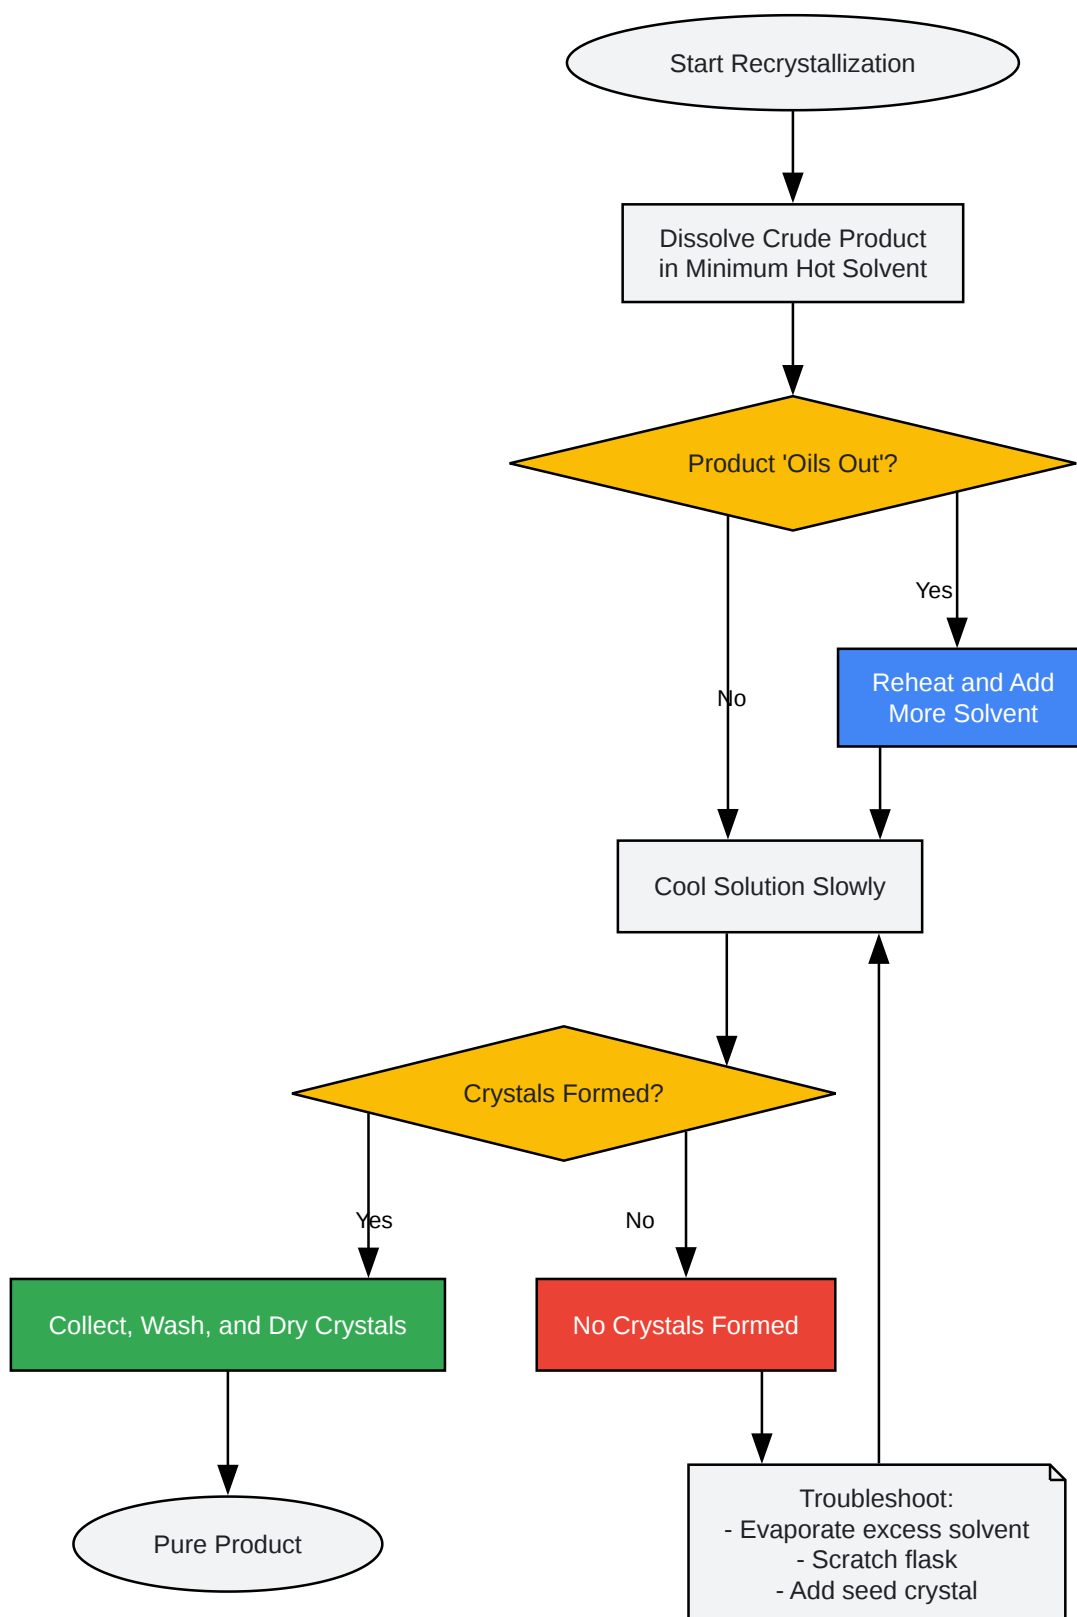 Start Recrystallization
Dissolve Crude Product
in Minimum Hot Solvent
Product 'Oils Out'?
Yes
Reheat and Add
More Solvent
No
Cool Solution Slowly
Crystals Formed?
Yes
No
Collect, Wash, and Dry Crystals
No Crystals Formed
Pure Product
Troubleshoot:
- Evaporate excess solvent
- Scratch flask
- Add seed crystal